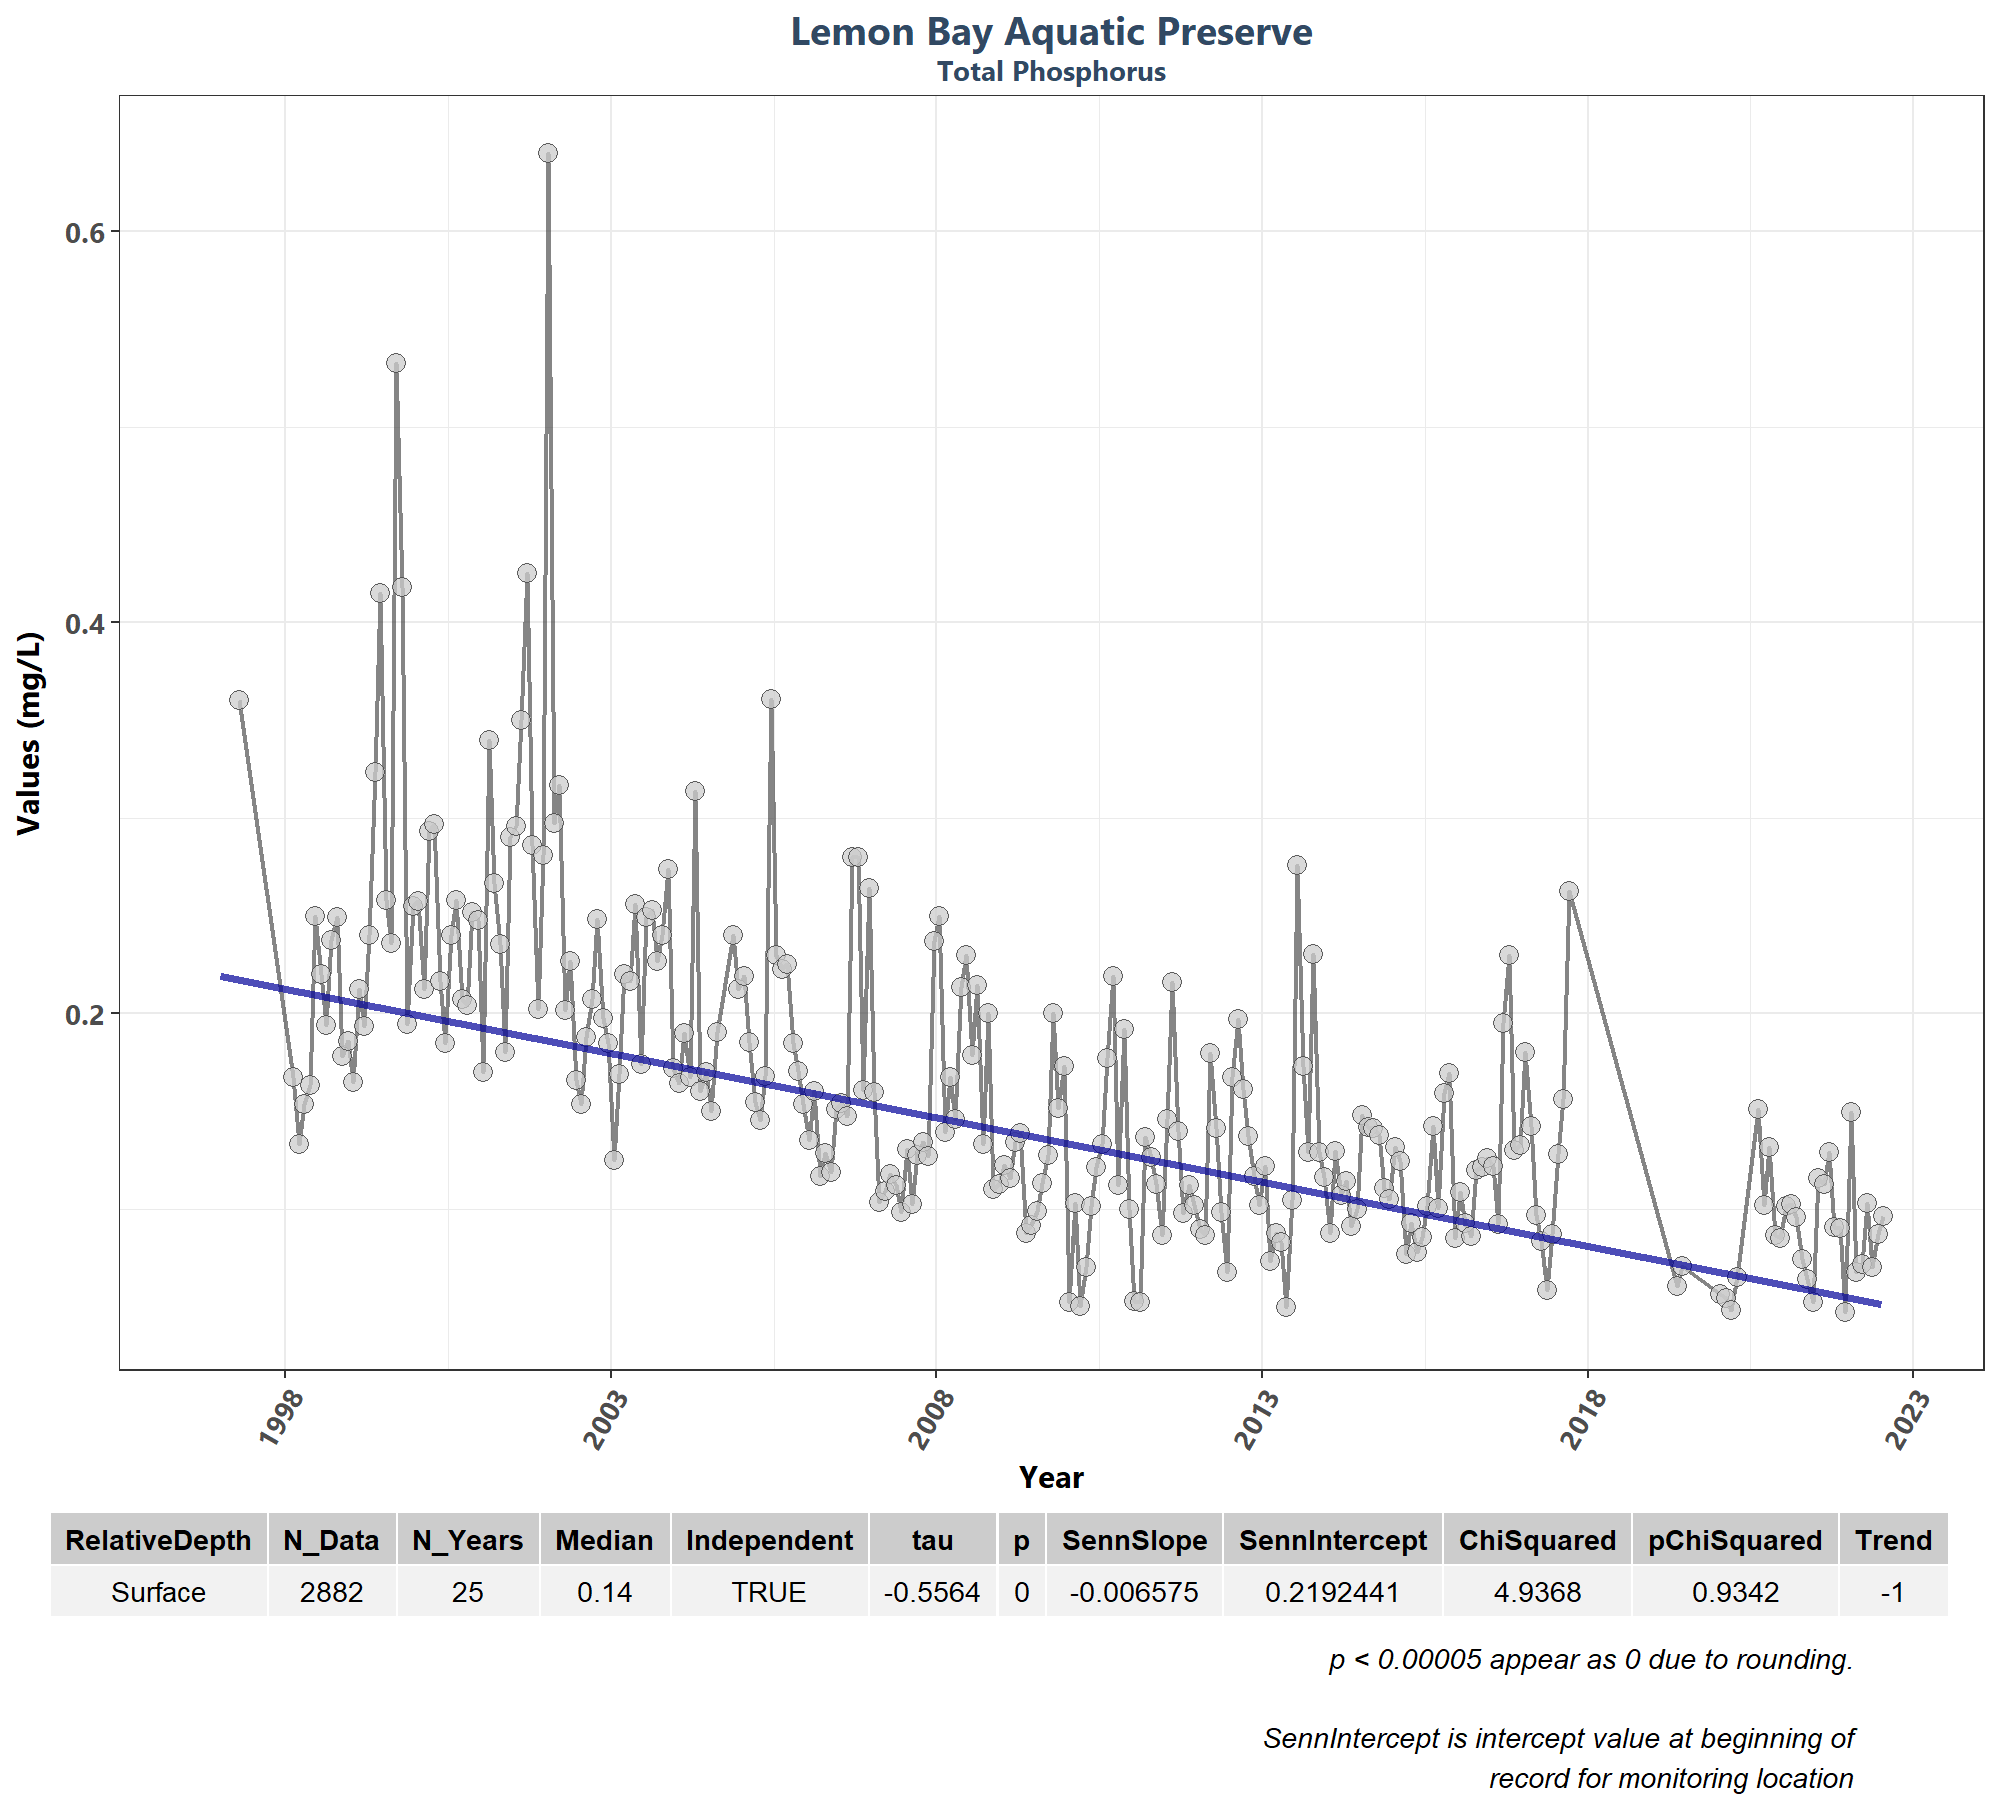 Lemon Bay Aquatic Preserve
Total Phosphorus
Values (mg/L)
0.6
0.4
0.2
1998 2003 2008 2013 2018 2023
Year
RelativeDepth N_Data N_Years Median Independent tau p SennSlope SennIntercept ChiSquared pChiSquared Trend
Surface 2882 25 0.14 TRUE -0.5564 0 -0.006575 0.2192441 4.9368 0.9342 -1
p < 0.00005 appear as 0 due to rounding.
SennIntercept is intercept value at beginning of
record for monitoring location